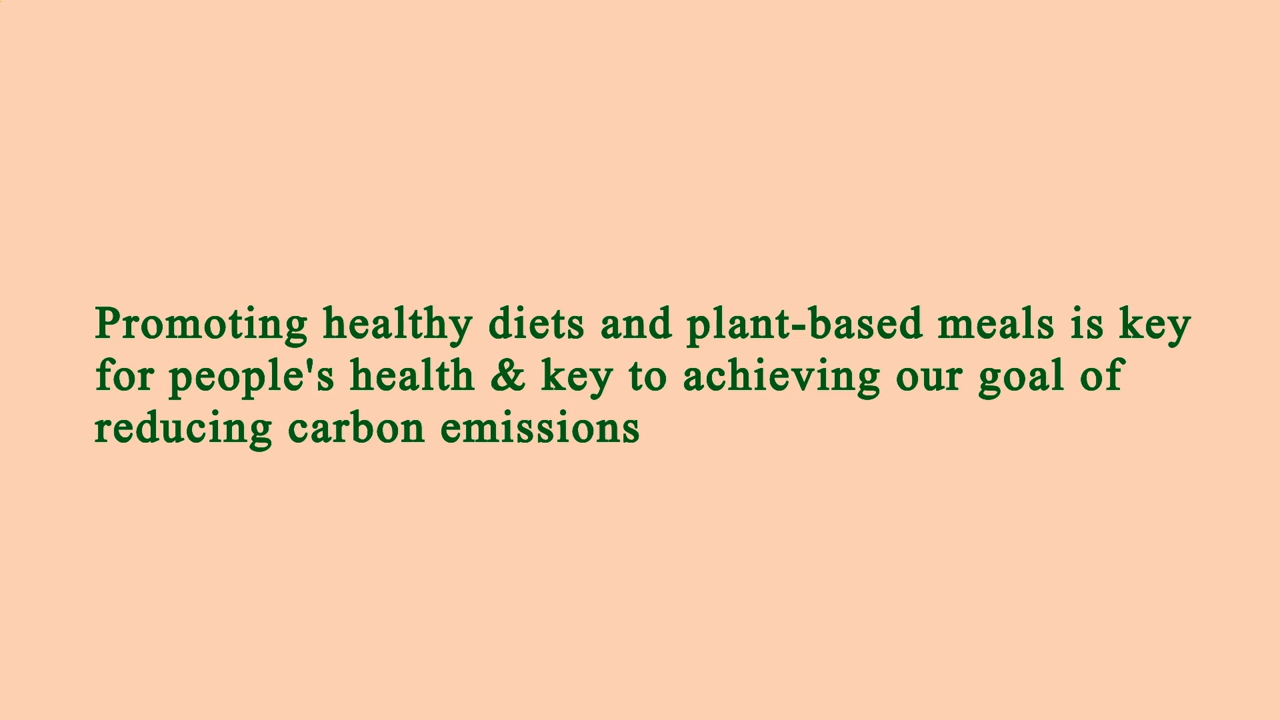 Promoting healthy diets and plant-based meals is key
for people's health & key to achieving our goal of
reducing carbon emissions